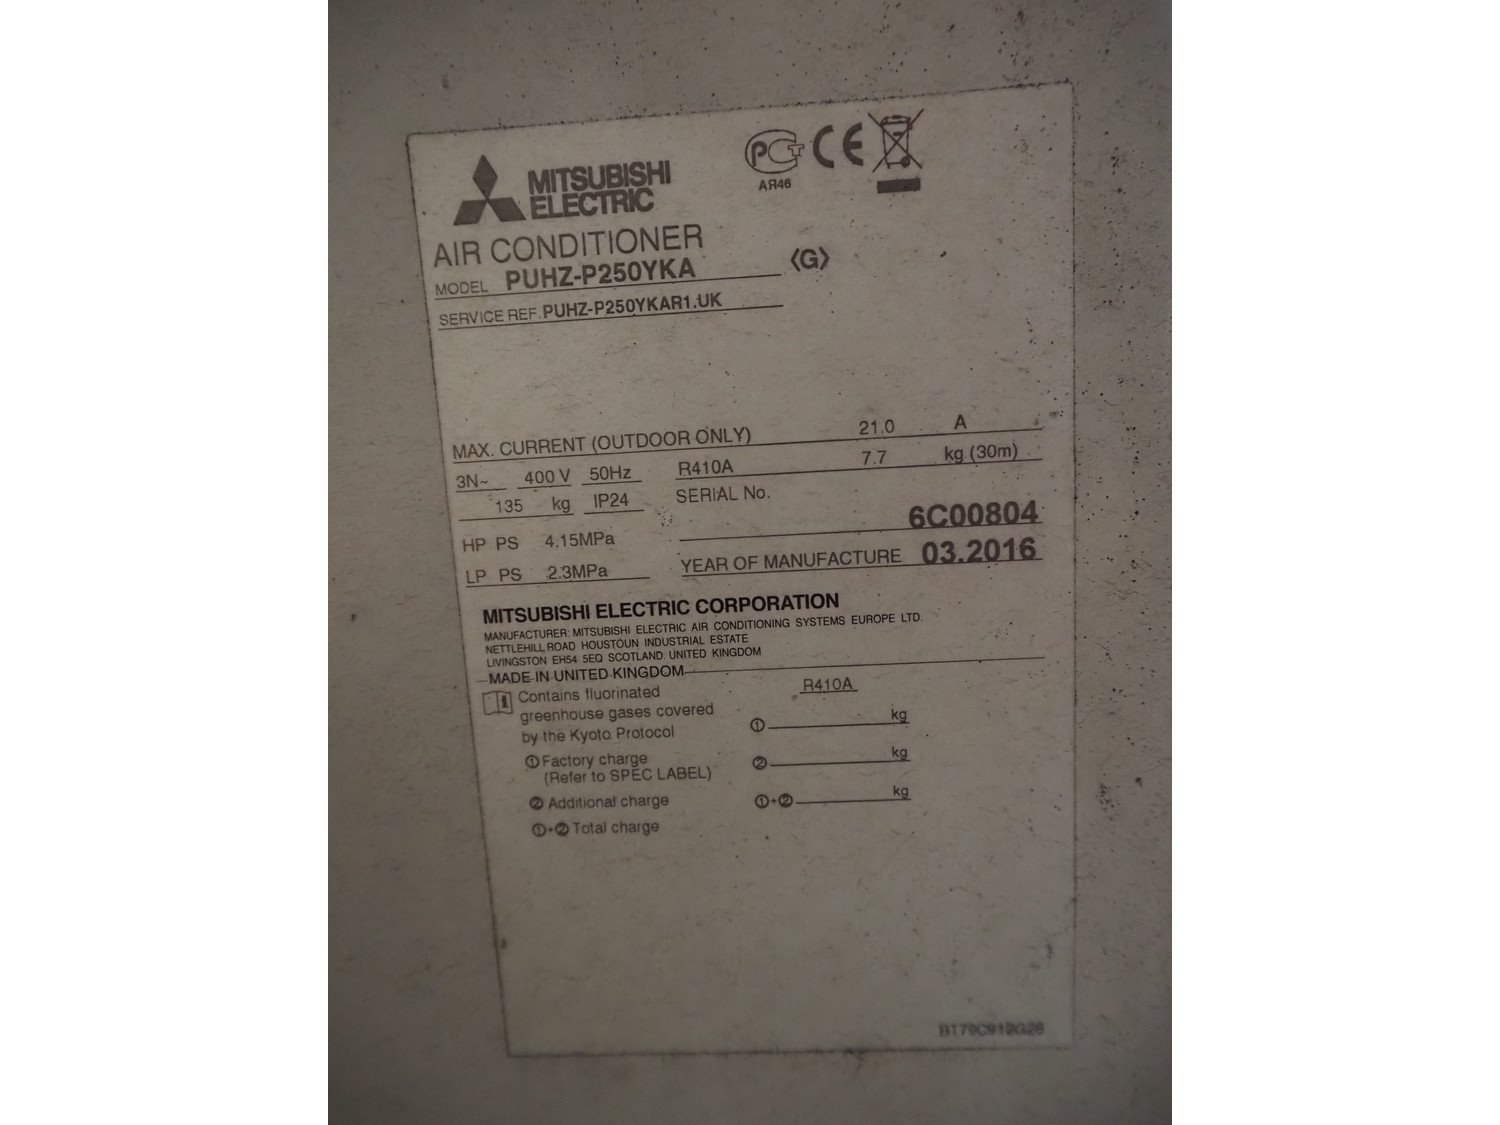 MITSUBISHI
ELECTRIC
РСТ CE
АЯ46
AIR CONDITIONER
MODEL PUHZ-P250YKA 〈G〉
SERVICE REF. PUHZ-P250YKAR1.UK
MAX. CURRENT (OUTDOOR ONLY) 21.0 A
3N~ 400 V 50Hz R410A 7.7 kg (30m)
135 kg IP24 SERIAL No.
6C00804
HP PS 4.15MPa
LP PS 2.3MPa YEAR OF MANUFACTURE 03.2016
MITSUBISHI ELECTRIC CORPORATION
MANUFACTURER: MITSUBISHI ELECTRIC AIR CONDITIONING SYSTEMS EUROPE LTD.
NETTLEHILL ROAD HOUSTOUN INDUSTRIAL ESTATE
LIVINGSTON EH54 5EQ SCOTLAND. UNITED KINGDOM
MADE IN UNITED KINGDOM
Contains fluorinated R410A
greenhouse gases covered
by the Kyoto Protocol ① kg
①Factory charge ② kg
(Refer to SPEC LABEL)
② Additional charge ①+② kg
①+② Total charge